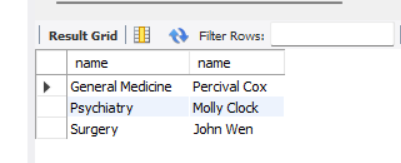 Result Grid Filter Rows:
name name
General Medicine Percival Cox
Psychiatry Molly Clock
Surgery John Wen